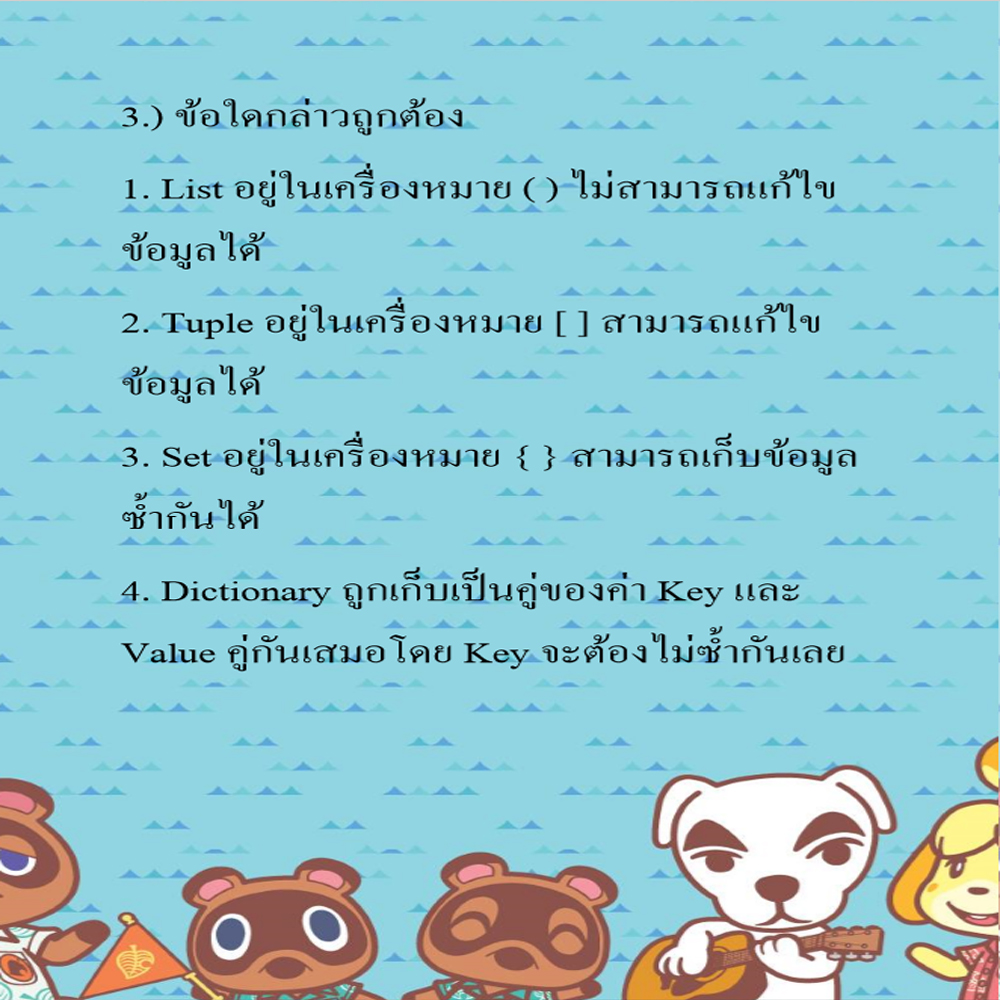 3.) ข้อใดกล่าวถูกต้อง
1. List อยู่ในเครื่องหมาย ( ) ไม่สามารถแก้ไข
ข้อมูลได้
2. Tuple อยู่ในเครื่องหมาย [ ] สามารถแก้ไข
ข้อมูลได้
3. Set อยู่ในเครื่องหมาย { } สามารถเก็บข้อมูล
ซ้ำกันได้
4. Dictionary ถูกเก็บเป็นคู่ของค่า Key และ
Value คู่กันเสมอโดย Key จะต้องไม่ซ้ำกันเลย